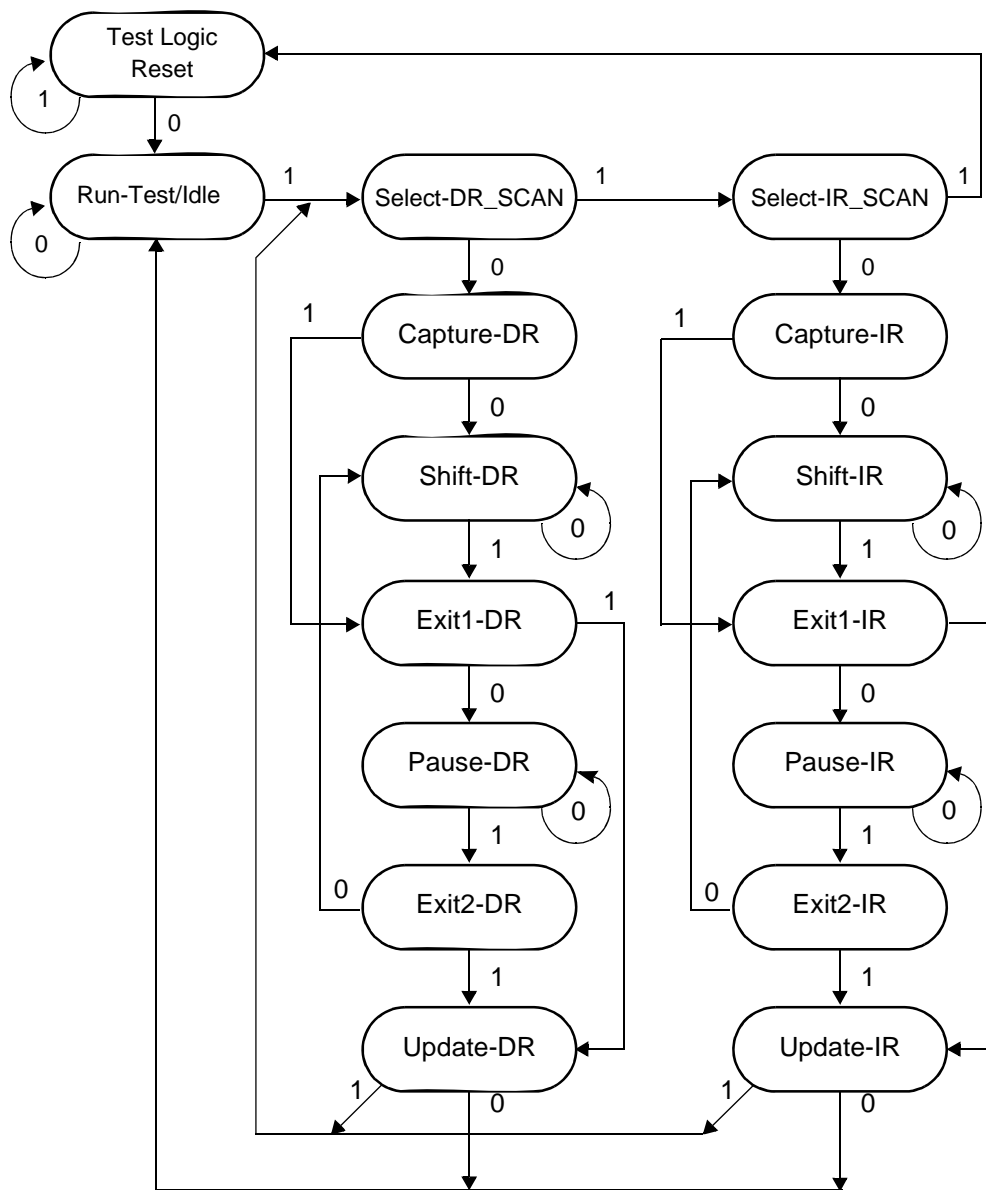 Test Logic
Reset
1
0
Run-Test/Idle
1
Select-DR_SCAN
1
Select-IR_SCAN
1
0
0
0
1
Capture-DR
1
Capture-IR
0
0
Shift-DR
Shift-IR
0
0
1
1
Exit1-DR
1
Exit1-IR
0
0
Pause-DR
Pause-IR
0
0
1
1
0
Exit2-DR
0
Exit2-IR
1
1
Update-DR
Update-IR
1
0
1
0